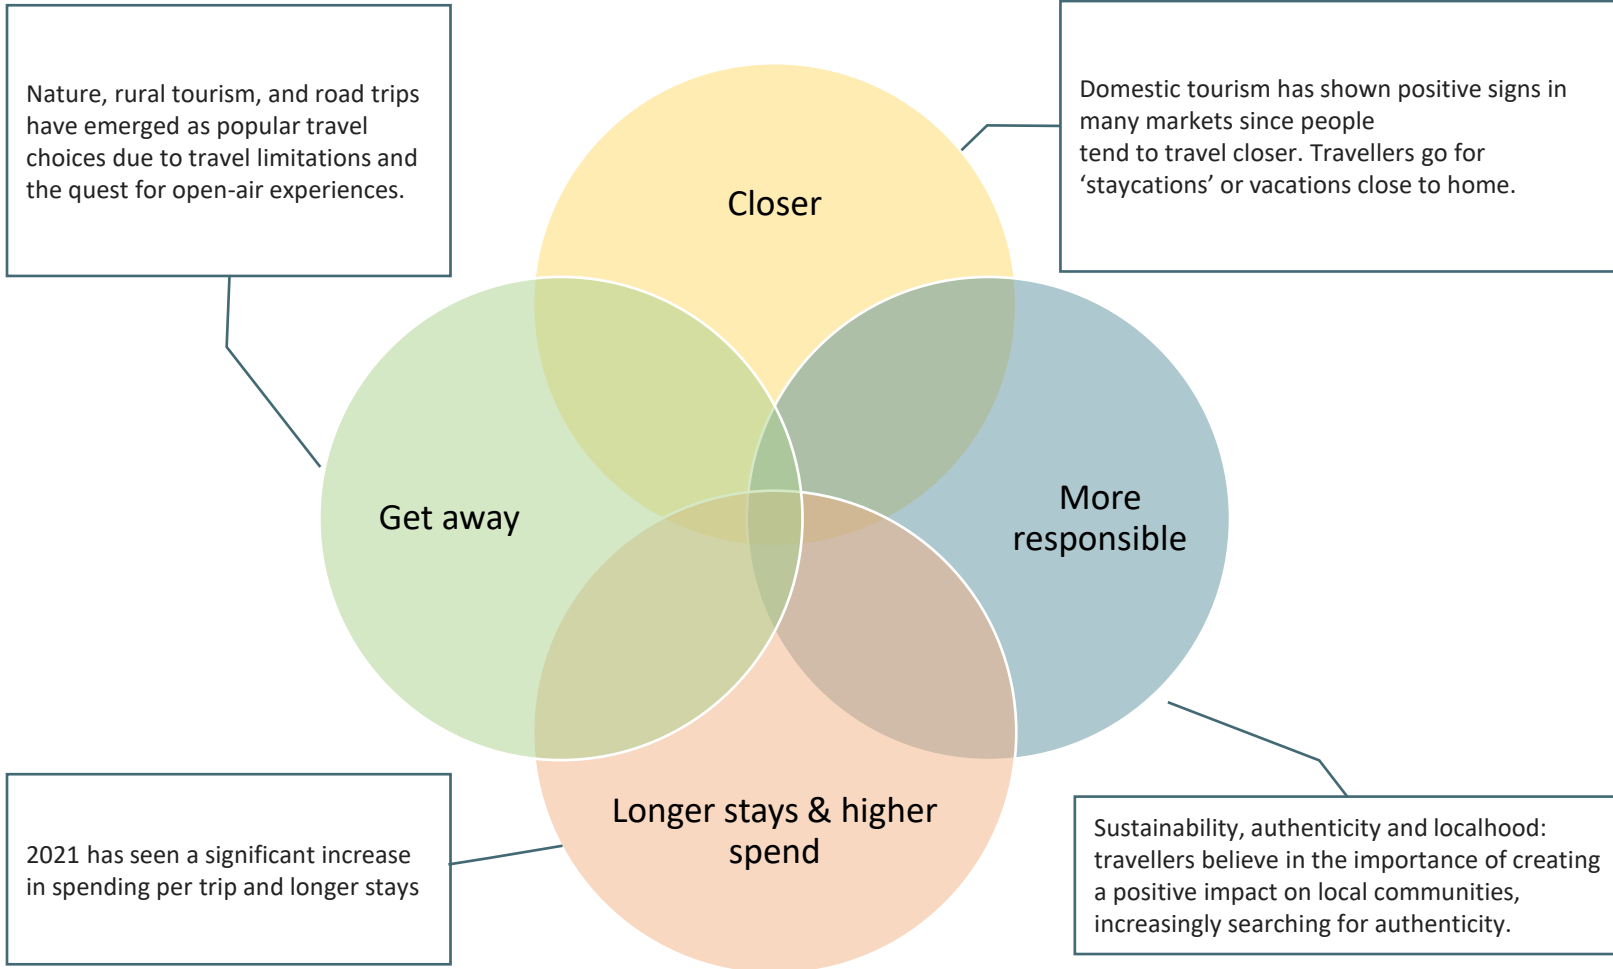 Nature, rural tourism, and road trips
have emerged as popular travel
choices due to travel limitations and
the quest for open-air experiences.
Domestic tourism has shown positive signs in
many markets since people
tend to travel closer. Travellers go for
‘staycations’ or vacations close to home.
Closer
Get away
More
responsible
Longer stays & higher
spend
2021 has seen a significant increase
in spending per trip and longer stays
Sustainability, authenticity and localhood:
travellers believe in the importance of creating
a positive impact on local communities,
increasingly searching for authenticity.